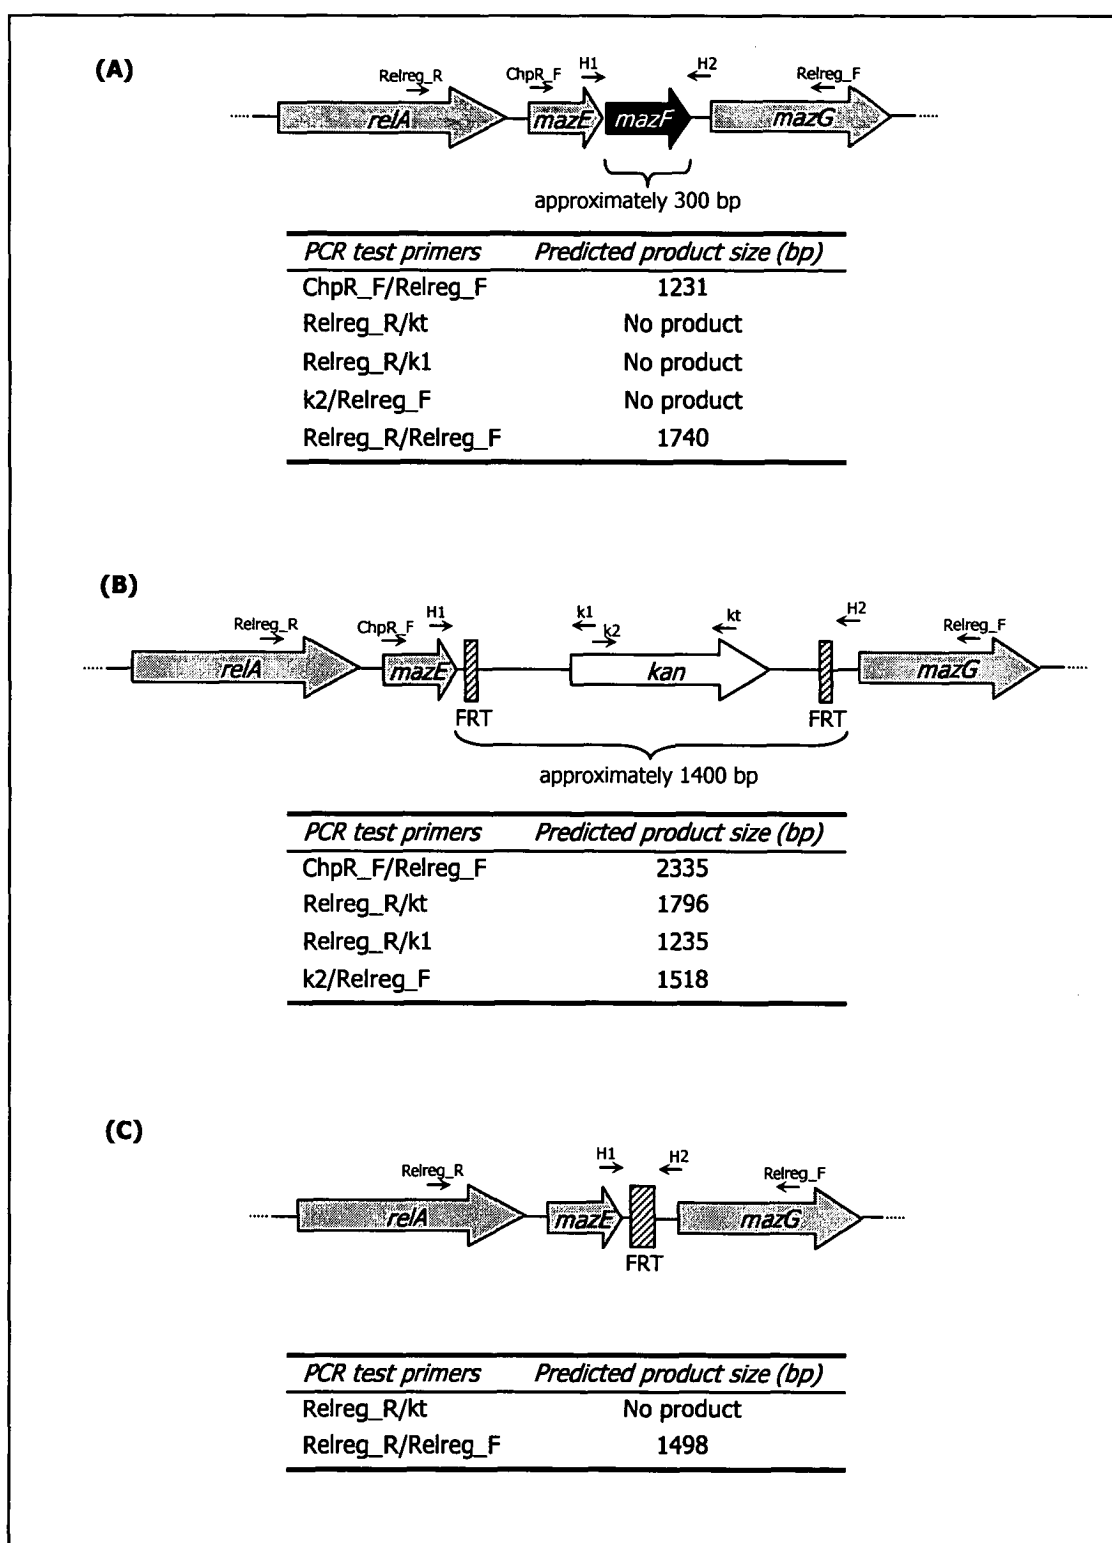 (A)
Relreg_R ChpR_F H1 H2 Relreg_F
relA mazE mazF mazG
approximately 300 bp
PCR test primers Predicted product size (bp)
ChpR_F/Relreg_F 1231
Relreg_R/kt No product
Relreg_R/k1 No product
k2/Relreg_F No product
Relreg_R/Relreg_F 1740
(B)
Relreg_R ChpR_F H1 k1 k2 kt H2 Relreg_F
relA mazE kan mazG
FRT FRT
approximately 1400 bp
PCR test primers Predicted product size (bp)
ChpR_F/Relreg_F 2335
Relreg_R/kt 1796
Relreg_R/k1 1235
k2/Relreg_F 1518
(C)
Relreg_R H1 H2 Relreg_F
relA mazE mazG
FRT
PCR test primers Predicted product size (bp)
Relreg_R/kt No product
Relreg_R/Relreg_F 1498